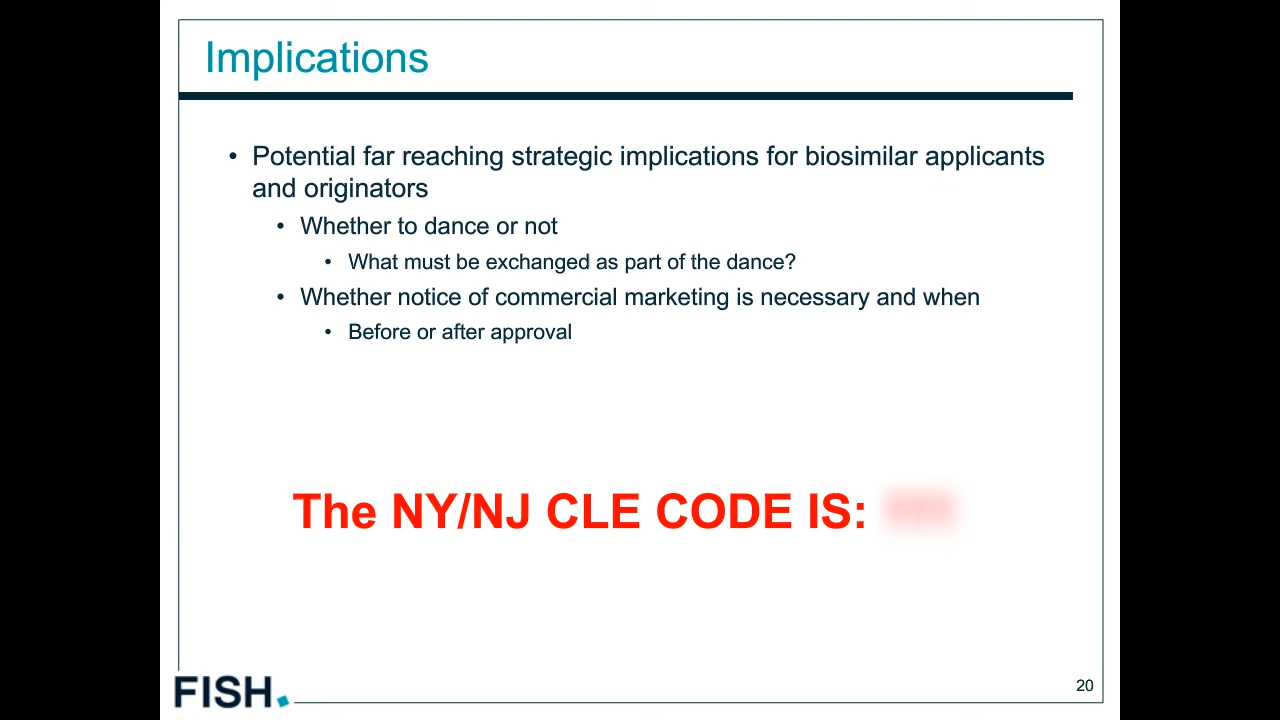 Implications
• Potential far reaching strategic implications for biosimilar applicants
and originators
• Whether to dance or not
• What must be exchanged as part of the dance?
• Whether notice of commercial marketing is necessary and when
• Before or after approval
The NY/NJ CLE CODE IS:
FISH.
20